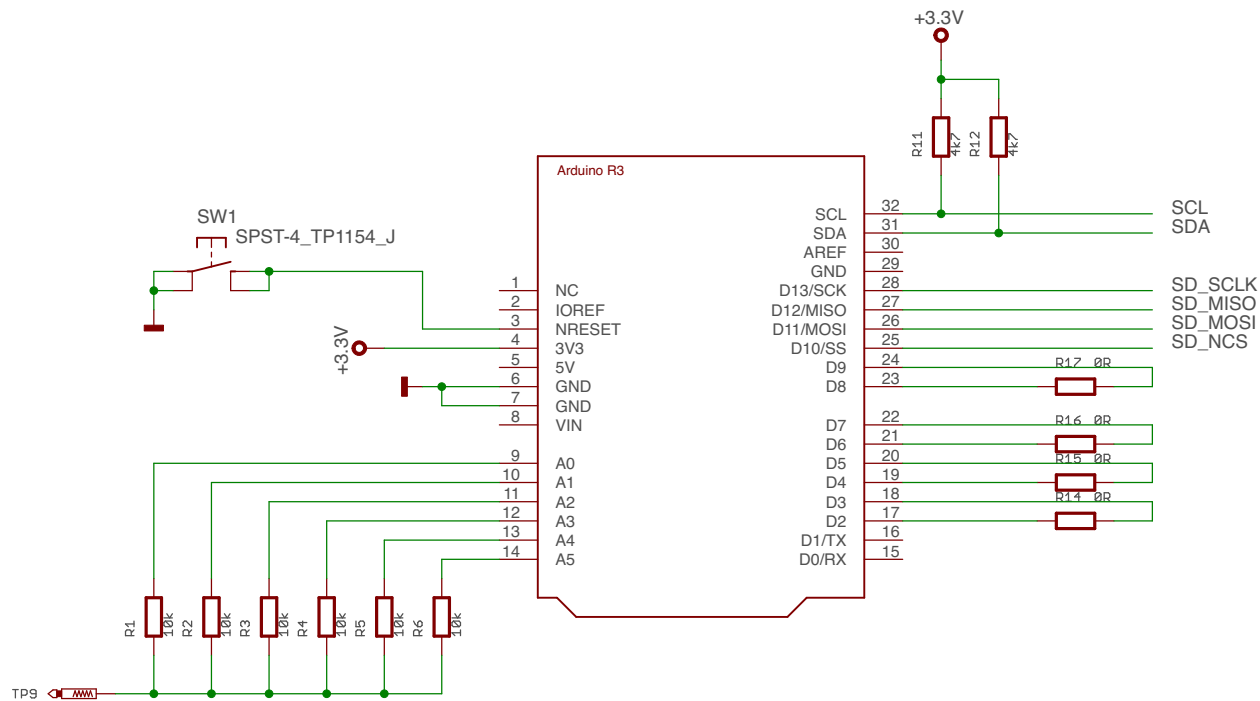 +3.3V
R11
4k7
R12
4k7
Arduino R3
SW1
SPST-4_TP1154_J
SCL 32 SCL
SDA 31 SDA
AREF 30
GND 29
1 NC
D13/SCK 28 SD_SCLK
2 IOREF
D12/MISO 27 SD_MISO
3 NRESET
D11/MOSI 26 SD_MOSI
+3.3V
4 3V3
D10/SS 25 SD_NCS
5 5V
D9 24
R17 0R
6 GND
D8 23
7 GND
8 VIN
D7 22
R16 0R
D6 21
9 A0
D5 20
R15 0R
10 A1
D4 19
11 A2
D3 18
R14 0R
12 A3
D2 17
13 A4
D1/TX 16
14 A5
D0/RX 15
R1
10k
R2
10k
R3
10k
R4
10k
R5
10k
R6
10k
TP9